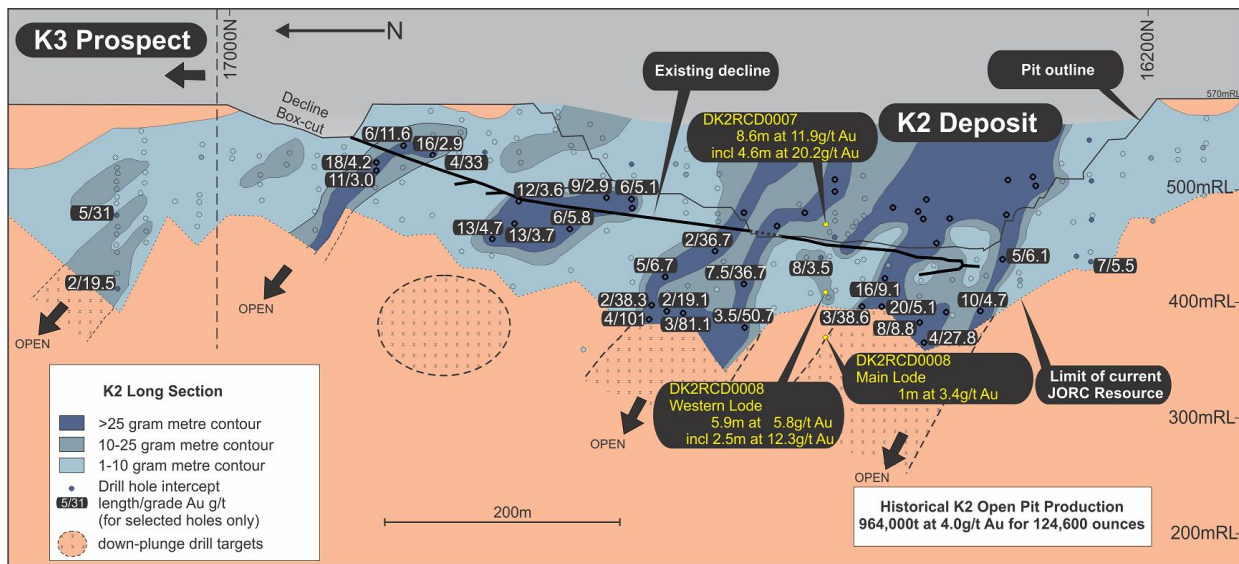 K3 Prospect
17000N
N
16200N
Existing decline
Pit outline
570mRL
Decline
Box-cut
DK2RCD0007
8.6m at 11.9g/t Au
incl 4.6m at 20.2g/t Au
K2 Deposit
6/11.6
16/2.9
4/33
18/4.2
11/3.0
12/3.6
9/2.9
6/5.1
500mRL
5/31
13/4.7
13/3.7
6/5.8
2/36.7
5/6.7
7.5/36.7
8/3.5
5/6.1
7/5.5
2/19.5
16/9.1
2/38.3
2/19.1
20/5.1
10/4.7
400mRL
4/101
3/81.1
3.5/50.7
3/38.6
8/8.8
4/27.8
OPEN
OPEN
OPEN
OPEN
DK2RCD0008
Western Lode
5.9m at 5.8g/t Au
incl 2.5m at 12.3g/t Au
DK2RCD0008
Main Lode
1m at 3.4g/t Au
Limit of current
JORC Resource
300mRL
200mRL
K2 Long Section
>25 gram metre contour
10-25 gram metre contour
1-10 gram metre contour
Drill hole intercept
5/31 length/grade Au g/t
(for selected holes only)
down-plunge drill targets
200m
Historical K2 Open Pit Production
964,000t at 4.0g/t Au for 124,600 ounces